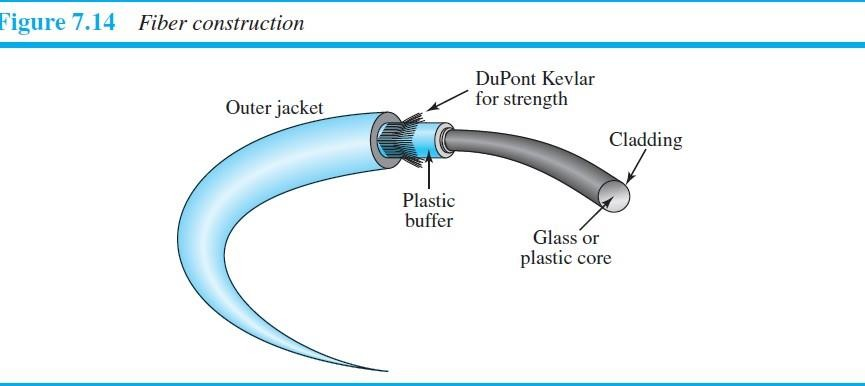 Figure 7.14 Fiber construction
DuPont Kevlar
for strength
Outer jacket
Cladding
Plastic
buffer
Glass or
plastic core